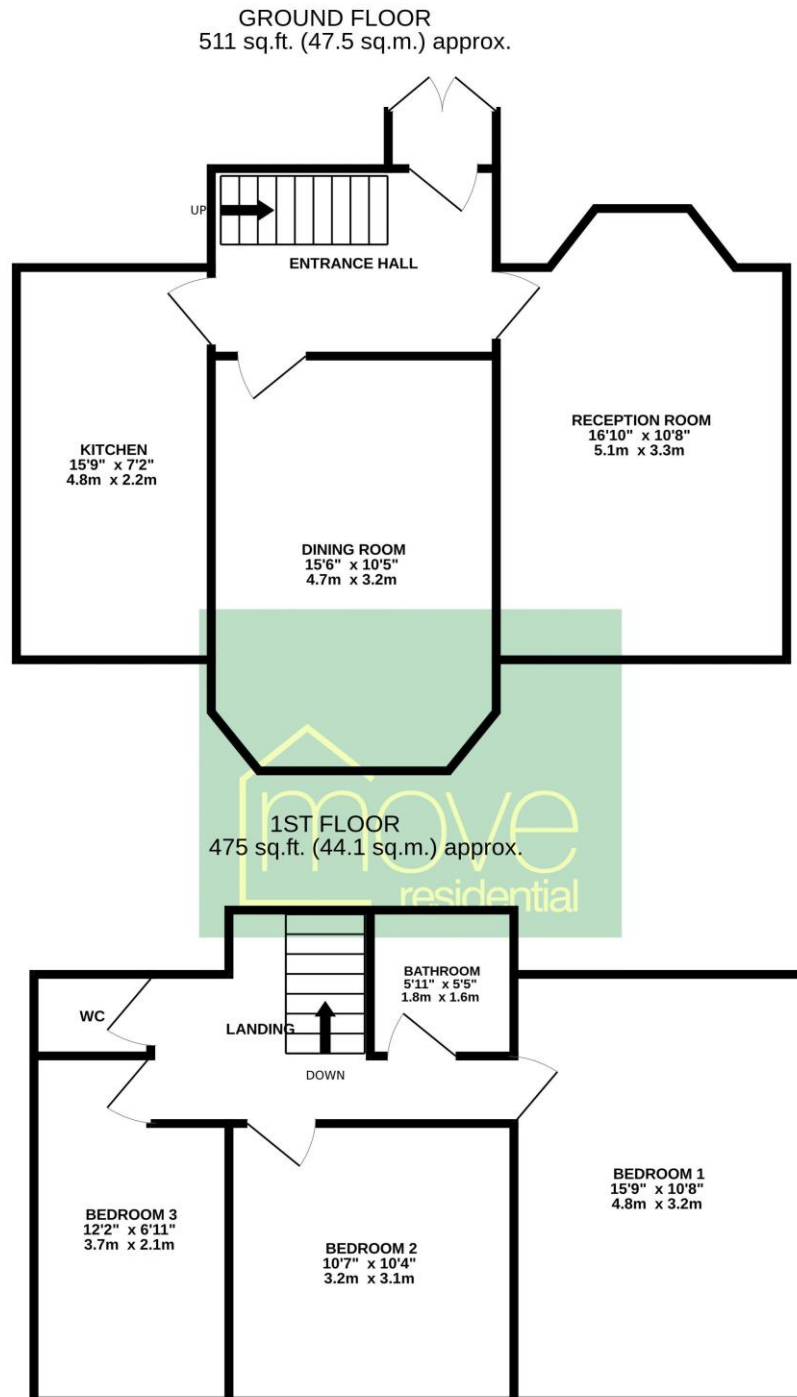 GROUND FLOOR
511 sq.ft. (47.5 sq.m.) approx.
UP
ENTRANCE HALL
KITCHEN
15'9" x 7'2"
4.8m x 2.2m
RECEPTION ROOM
16'10" x 10'8"
5.1m x 3.3m
DINING ROOM
15'6" x 10'5"
4.7m x 3.2m
move
residential
1ST FLOOR
475 sq.ft. (44.1 sq.m.) approx.
WC
LANDING
DOWN
BATHROOM
5'11" x 5'5"
1.8m x 1.6m
BEDROOM 1
15'9" x 10'8"
4.8m x 3.2m
BEDROOM 3
12'2" x 6'11"
3.7m x 2.1m
BEDROOM 2
10'7" x 10'4"
3.2m x 3.1m